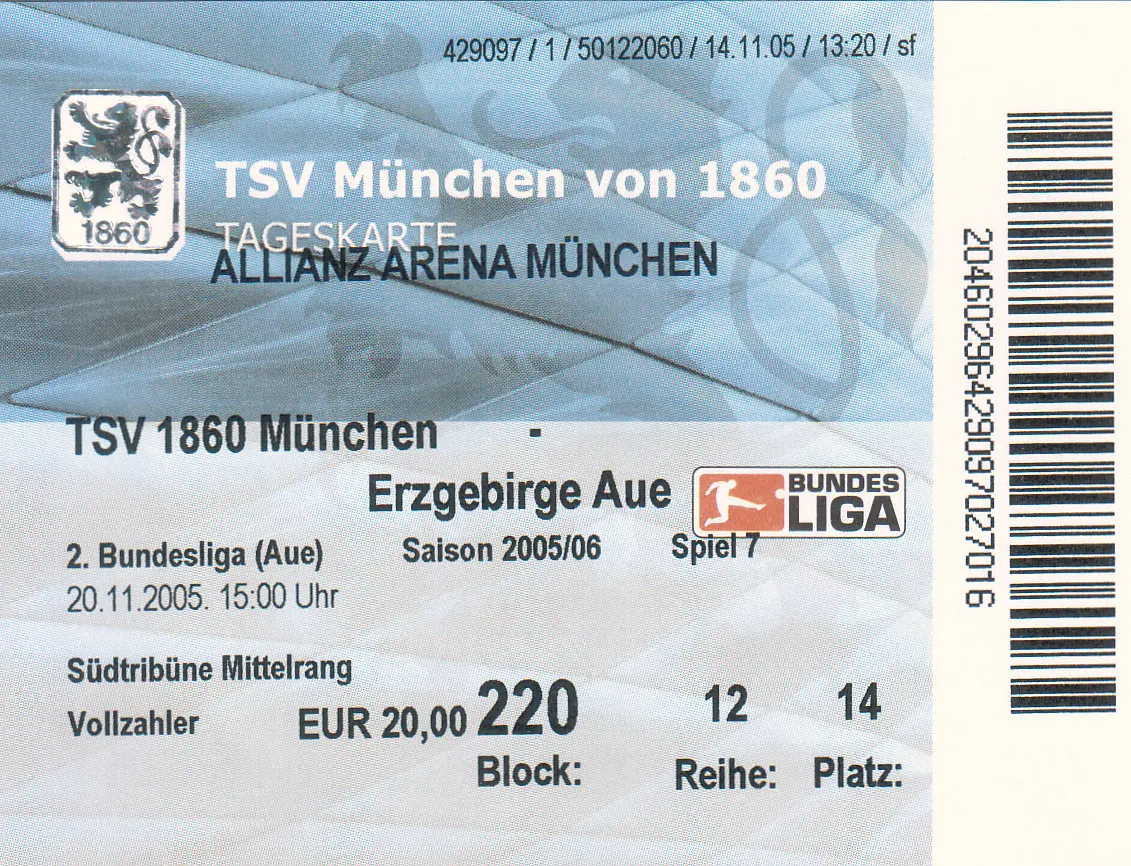 429097 / 1 / 50122060 / 14.11.05 / 13:20 / sf
1860
TSV München von 1860
TAGESKARTE
ALLIANZ ARENA MÜNCHEN
TSV 1860 München -
Erzgebirge Aue
BUNDES
LIGA
2. Bundesliga (Aue) Saison 2005/06 Spiel 7
20.11.2005. 15:00 Uhr
Südtribüne Mittelrang
Vollzahler EUR 20,00 220 12 14
Block: Reihe: Platz:
20460296429097027016